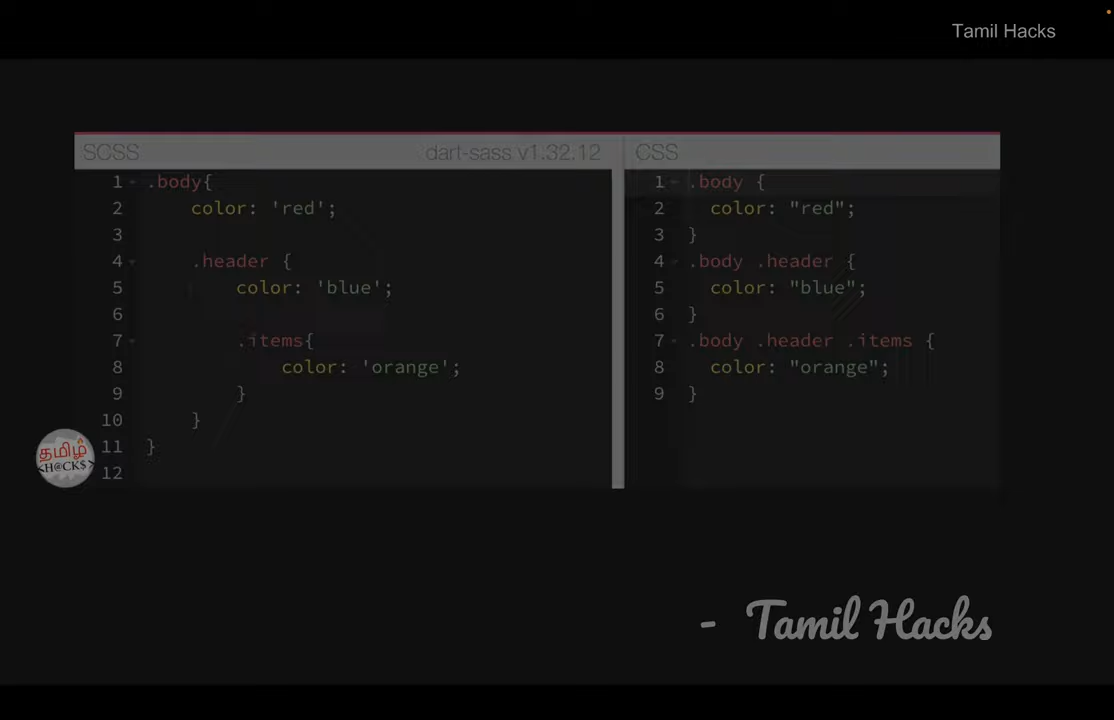 Tamil Hacks
SCSS
dart-sass v1.32.12
1 .body{
2 color: 'red';
3
4 .header {
5 color: 'blue';
6
7 .items{
8 color: 'orange';
9 }
10 }
11 }
12
CSS
1 .body {
2 color: "red";
3 }
4 .body .header {
5 color: "blue";
6 }
7 .body .header .items {
8 color: "orange";
9 }
தமிழ்
<H@CK$>
- Tamil Hacks